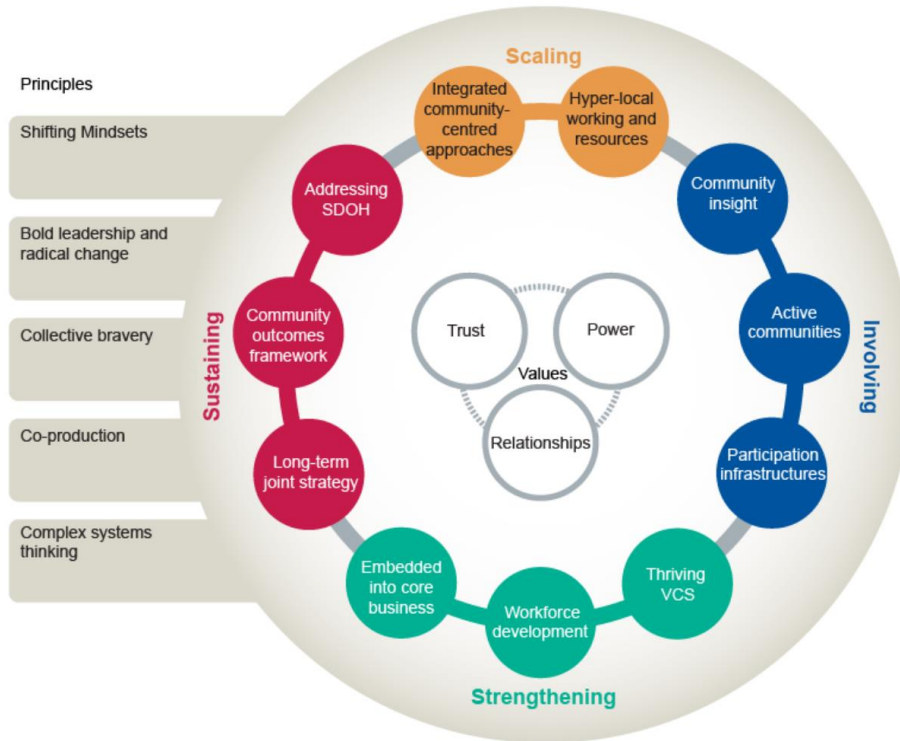 Principles
Shifting Mindsets
Bold leadership and
radical change
Collective bravery
Co-production
Complex systems
thinking
Scaling
Integrated
community-
centred
approaches
Hyper-local
working and
resources
Involving
Community
insight
Active
communities
Participation
infrastructures
Strengthening
Thriving
VCS
Workforce
development
Embedded
into core
business
Sustaining
Long-term
joint strategy
Community
outcomes
framework
Addressing
SDOH
Trust
Power
Values
Relationships